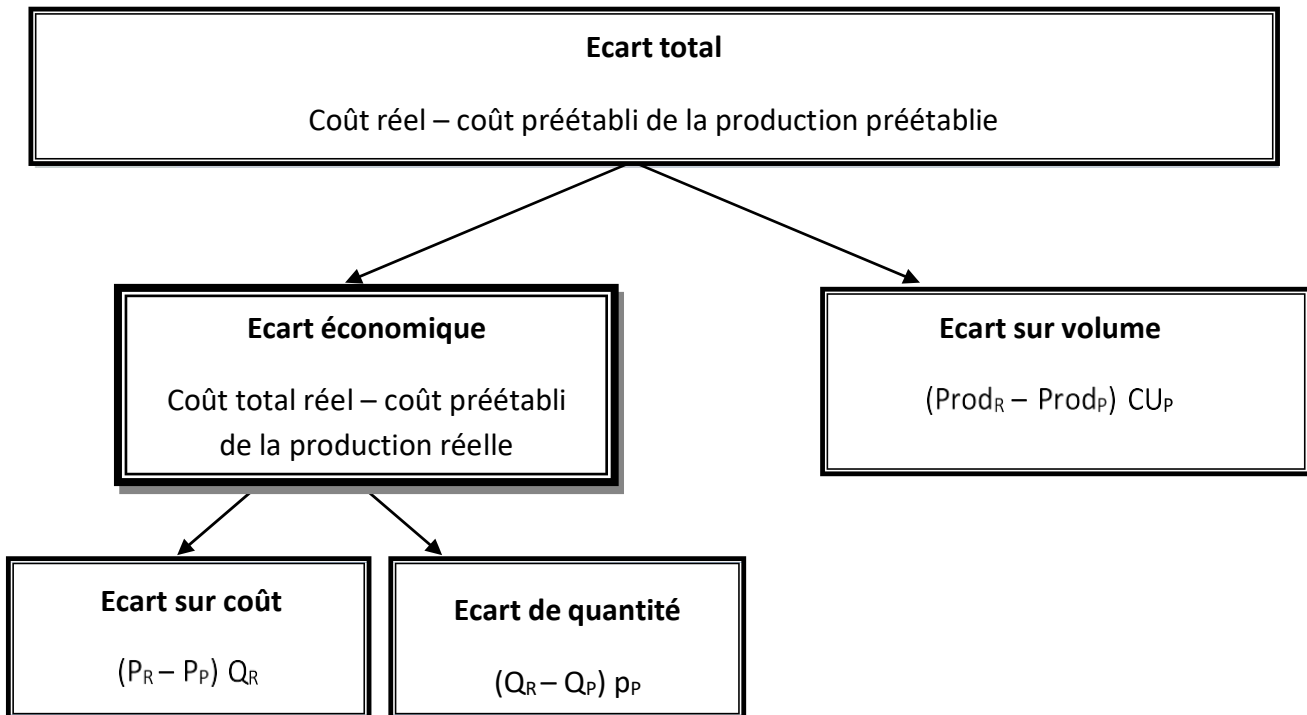 Ecart total
Coût réel – coût préétabli de la production préétablie
Ecart économique
Coût total réel – coût préétabli
de la production réelle
Ecart sur volume
(ProdR – ProdP) CUP
Ecart sur coût
(PR – PP) QR
Ecart de quantité
(QR – QP) pP